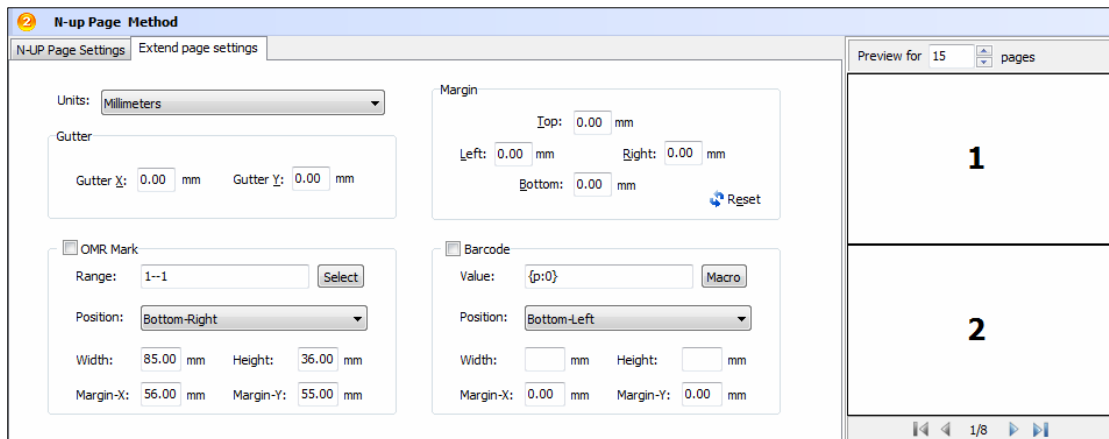 2 N-up Page Method
N-UP Page Settings Extend page settings
Preview for 15 pages
Units: Millimeters
Margin
Top: 0.00 mm
Left: 0.00 mm Right: 0.00 mm
Bottom: 0.00 mm
Reset
Gutter
Gutter X: 0.00 mm Gutter Y: 0.00 mm
OMR Mark
Range: 1--1 Select
Position: Bottom-Right
Width: 85.00 mm Height: 36.00 mm
Margin-X: 56.00 mm Margin-Y: 55.00 mm
Barcode
Value: {p:0} Macro
Position: Bottom-Left
Width: mm Height: mm
Margin-X: 0.00 mm Margin-Y: 0.00 mm
1
2
1/8